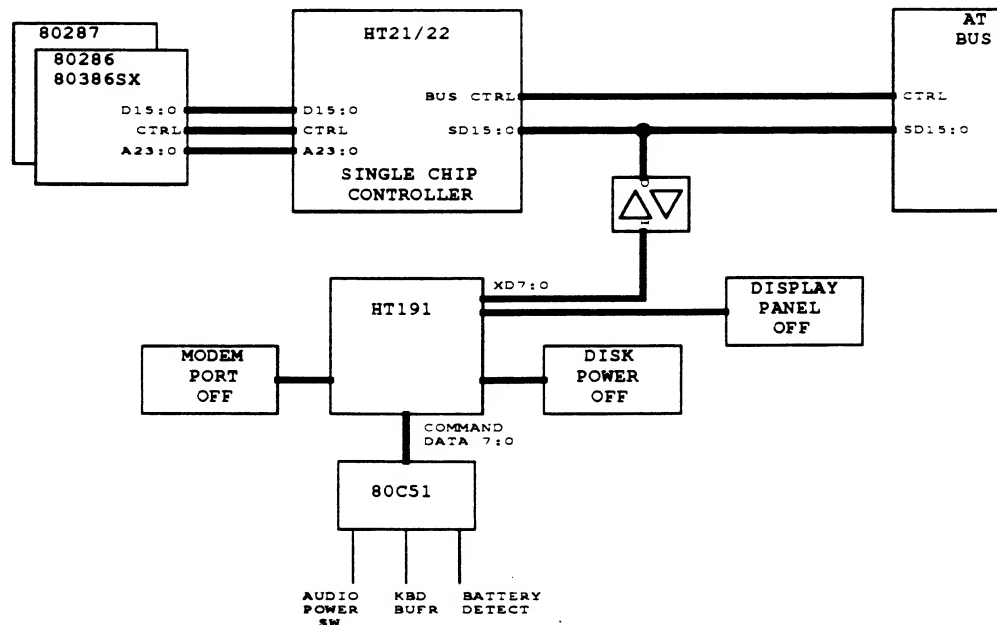 80287
80286
80386SX
D15:0
CTRL
A23:0
HT21/22
D15:0
CTRL
A23:0
BUS CTRL
SD15:0
SINGLE CHIP
CONTROLLER
AT
BUS
CTRL
SD15:0
O
I
HT191
XD7:0
DISPLAY
PANEL
OFF
MODEM
PORT
OFF
DISK
POWER
OFF
COMMAND
DATA 7:0
80C51
AUDIO
POWER
SW
KBD
BUFR
BATTERY
DETECT